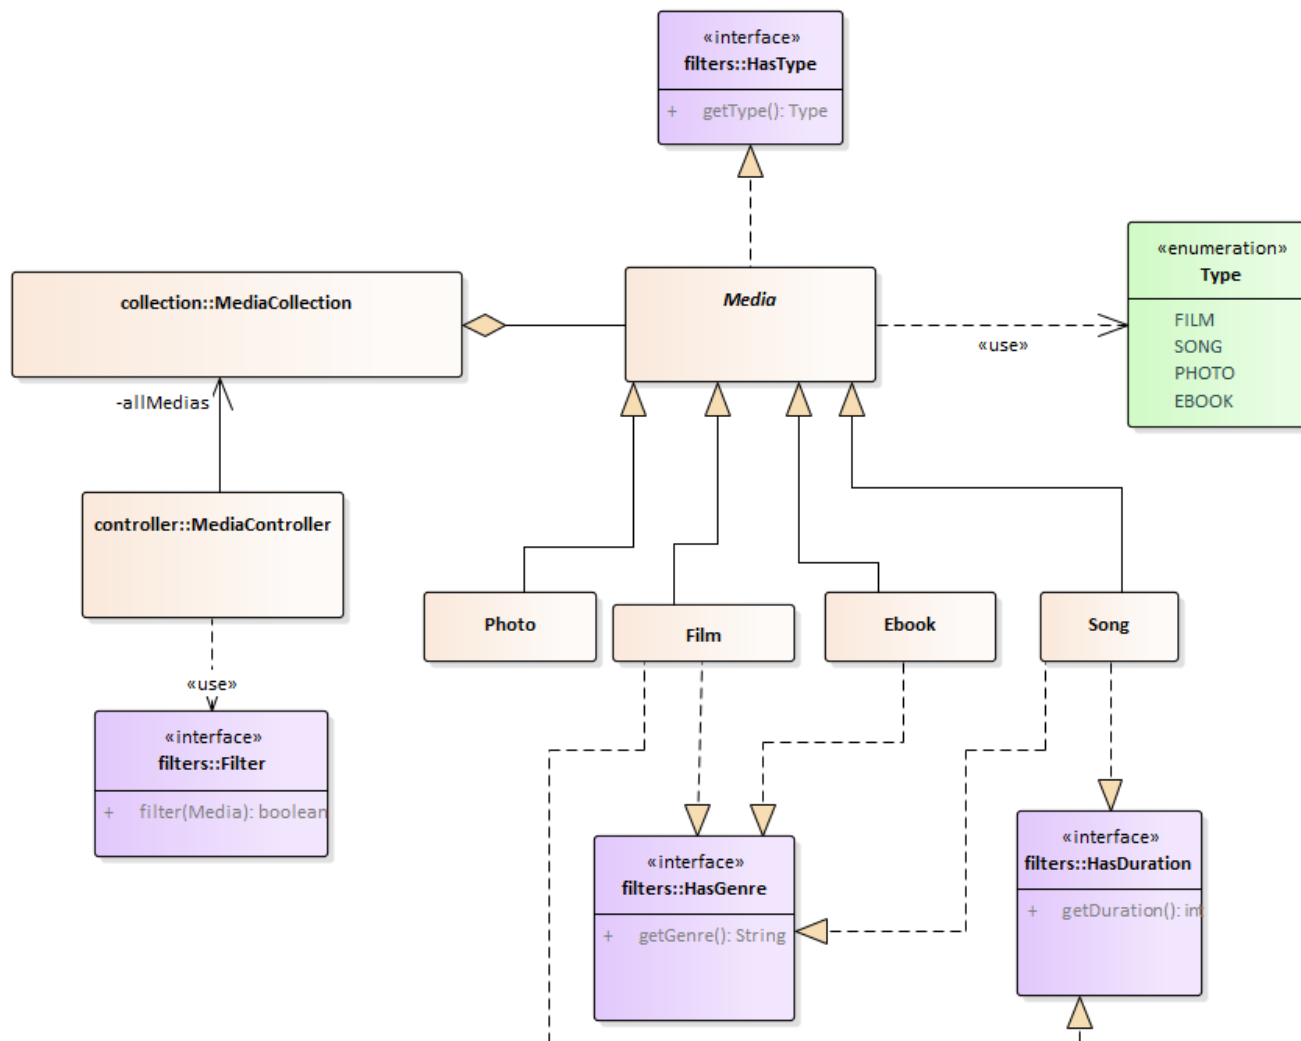 «interface»
filters::HasType
+ getType(): Type
«enumeration»
Type
FILM
SONG
PHOTO
EBOOK
collection::MediaCollection
Media
«use»
-allMedias
controller::MediaController
Photo
Film
Ebook
Song
«use»
«interface»
filters::Filter
+ filter(Media): boolean
«interface»
filters::HasGenre
+ getGenre(): String
«interface»
filters::HasDuration
+ getDuration(): int